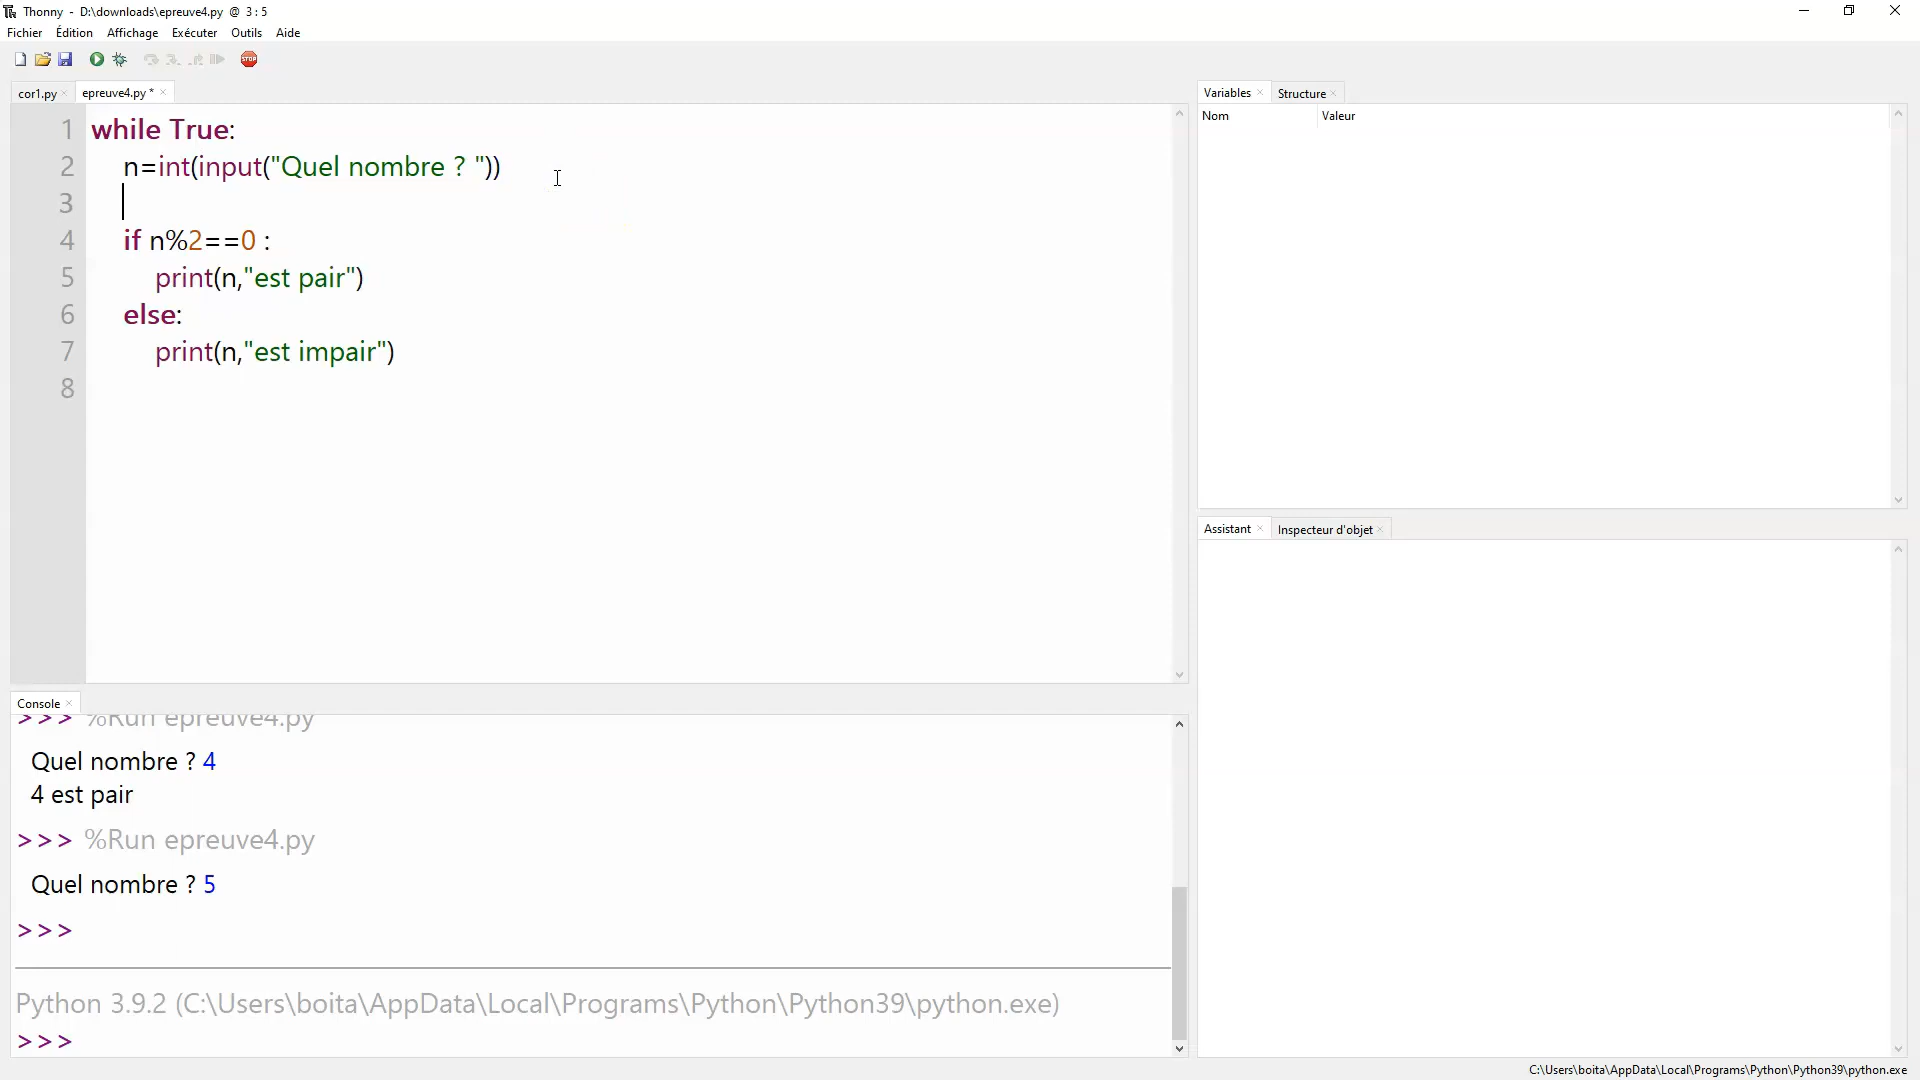 Thonny - D:\downloads\epreuve4.py @ 3 : 5
Fichier Édition Affichage Exécuter Outils Aide
STOP
cor1.py × epreuve4.py * ×
1 while True:
2 n=int(input("Quel nombre ? "))
3
4 if n%2==0 :
5 print(n,"est pair")
6 else:
7 print(n,"est impair")
8
Variables × Structure ×
Nom Valeur
Assistant × Inspecteur d'objet ×
Console ×
>>> %Run epreuve4.py
Quel nombre ? 4
4 est pair
>>> %Run epreuve4.py
Quel nombre ? 5
>>>
Python 3.9.2 (C:\Users\boita\AppData\Local\Programs\Python\Python39\python.exe)
>>>
C:\Users\boita\AppData\Local\Programs\Python\Python39\python.exe